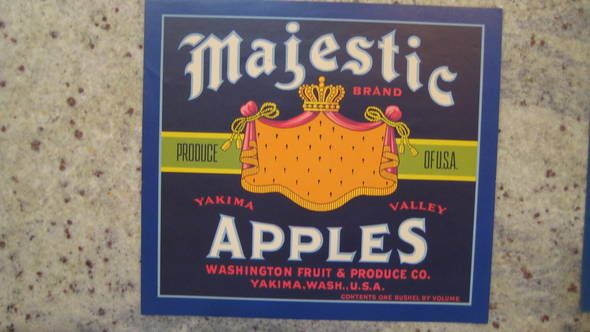 Majestic
BRAND
PRODUCE OF U.S.A.
YAKIMA VALLEY
APPLES
WASHINGTON FRUIT & PRODUCE CO.
YAKIMA, WASH., U.S.A.
CONTENTS ONE BUSHEL BY VOLUME